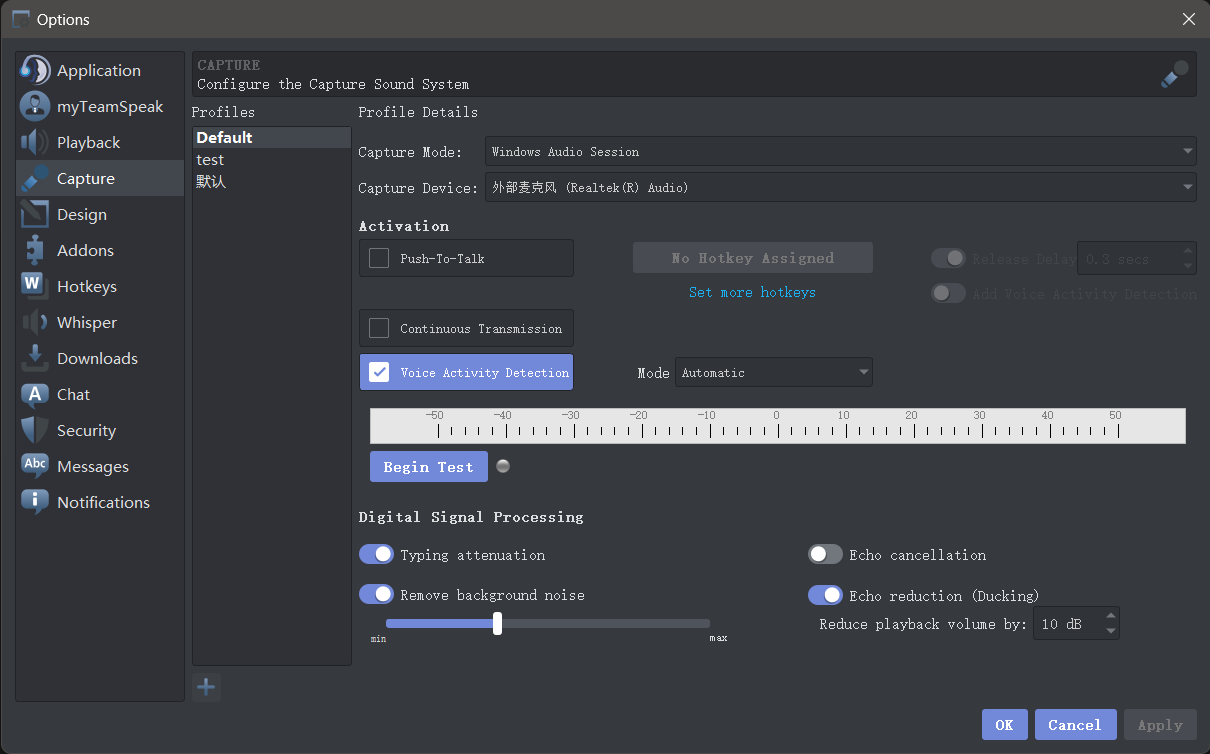 Options
Application
myTeamSpeak
Playback
Capture
Design
Addons
Hotkeys
Whisper
Downloads
Chat
Security
Messages
Notifications
CAPTURE
Configure the Capture Sound System
Profiles
Default
test
默认
Profile Details
Capture Mode: Windows Audio Session
Capture Device: 外部麦克风 (Realtek(R) Audio)
Activation
Push-To-Talk No Hotkey Assigned Release Delay 0.3 secs
Set more hotkeys Add Voice Activity Detection
Continuous Transmission
Voice Activity Detection Mode Automatic
-50 -40 -30 -20 -10 0 10 20 30 40 50
Begin Test
Digital Signal Processing
Typing attenuation Echo cancellation
Remove background noise Echo reduction (Ducking)
min max Reduce playback volume by: 10 dB
OK Cancel Apply
W
A
Abc
i